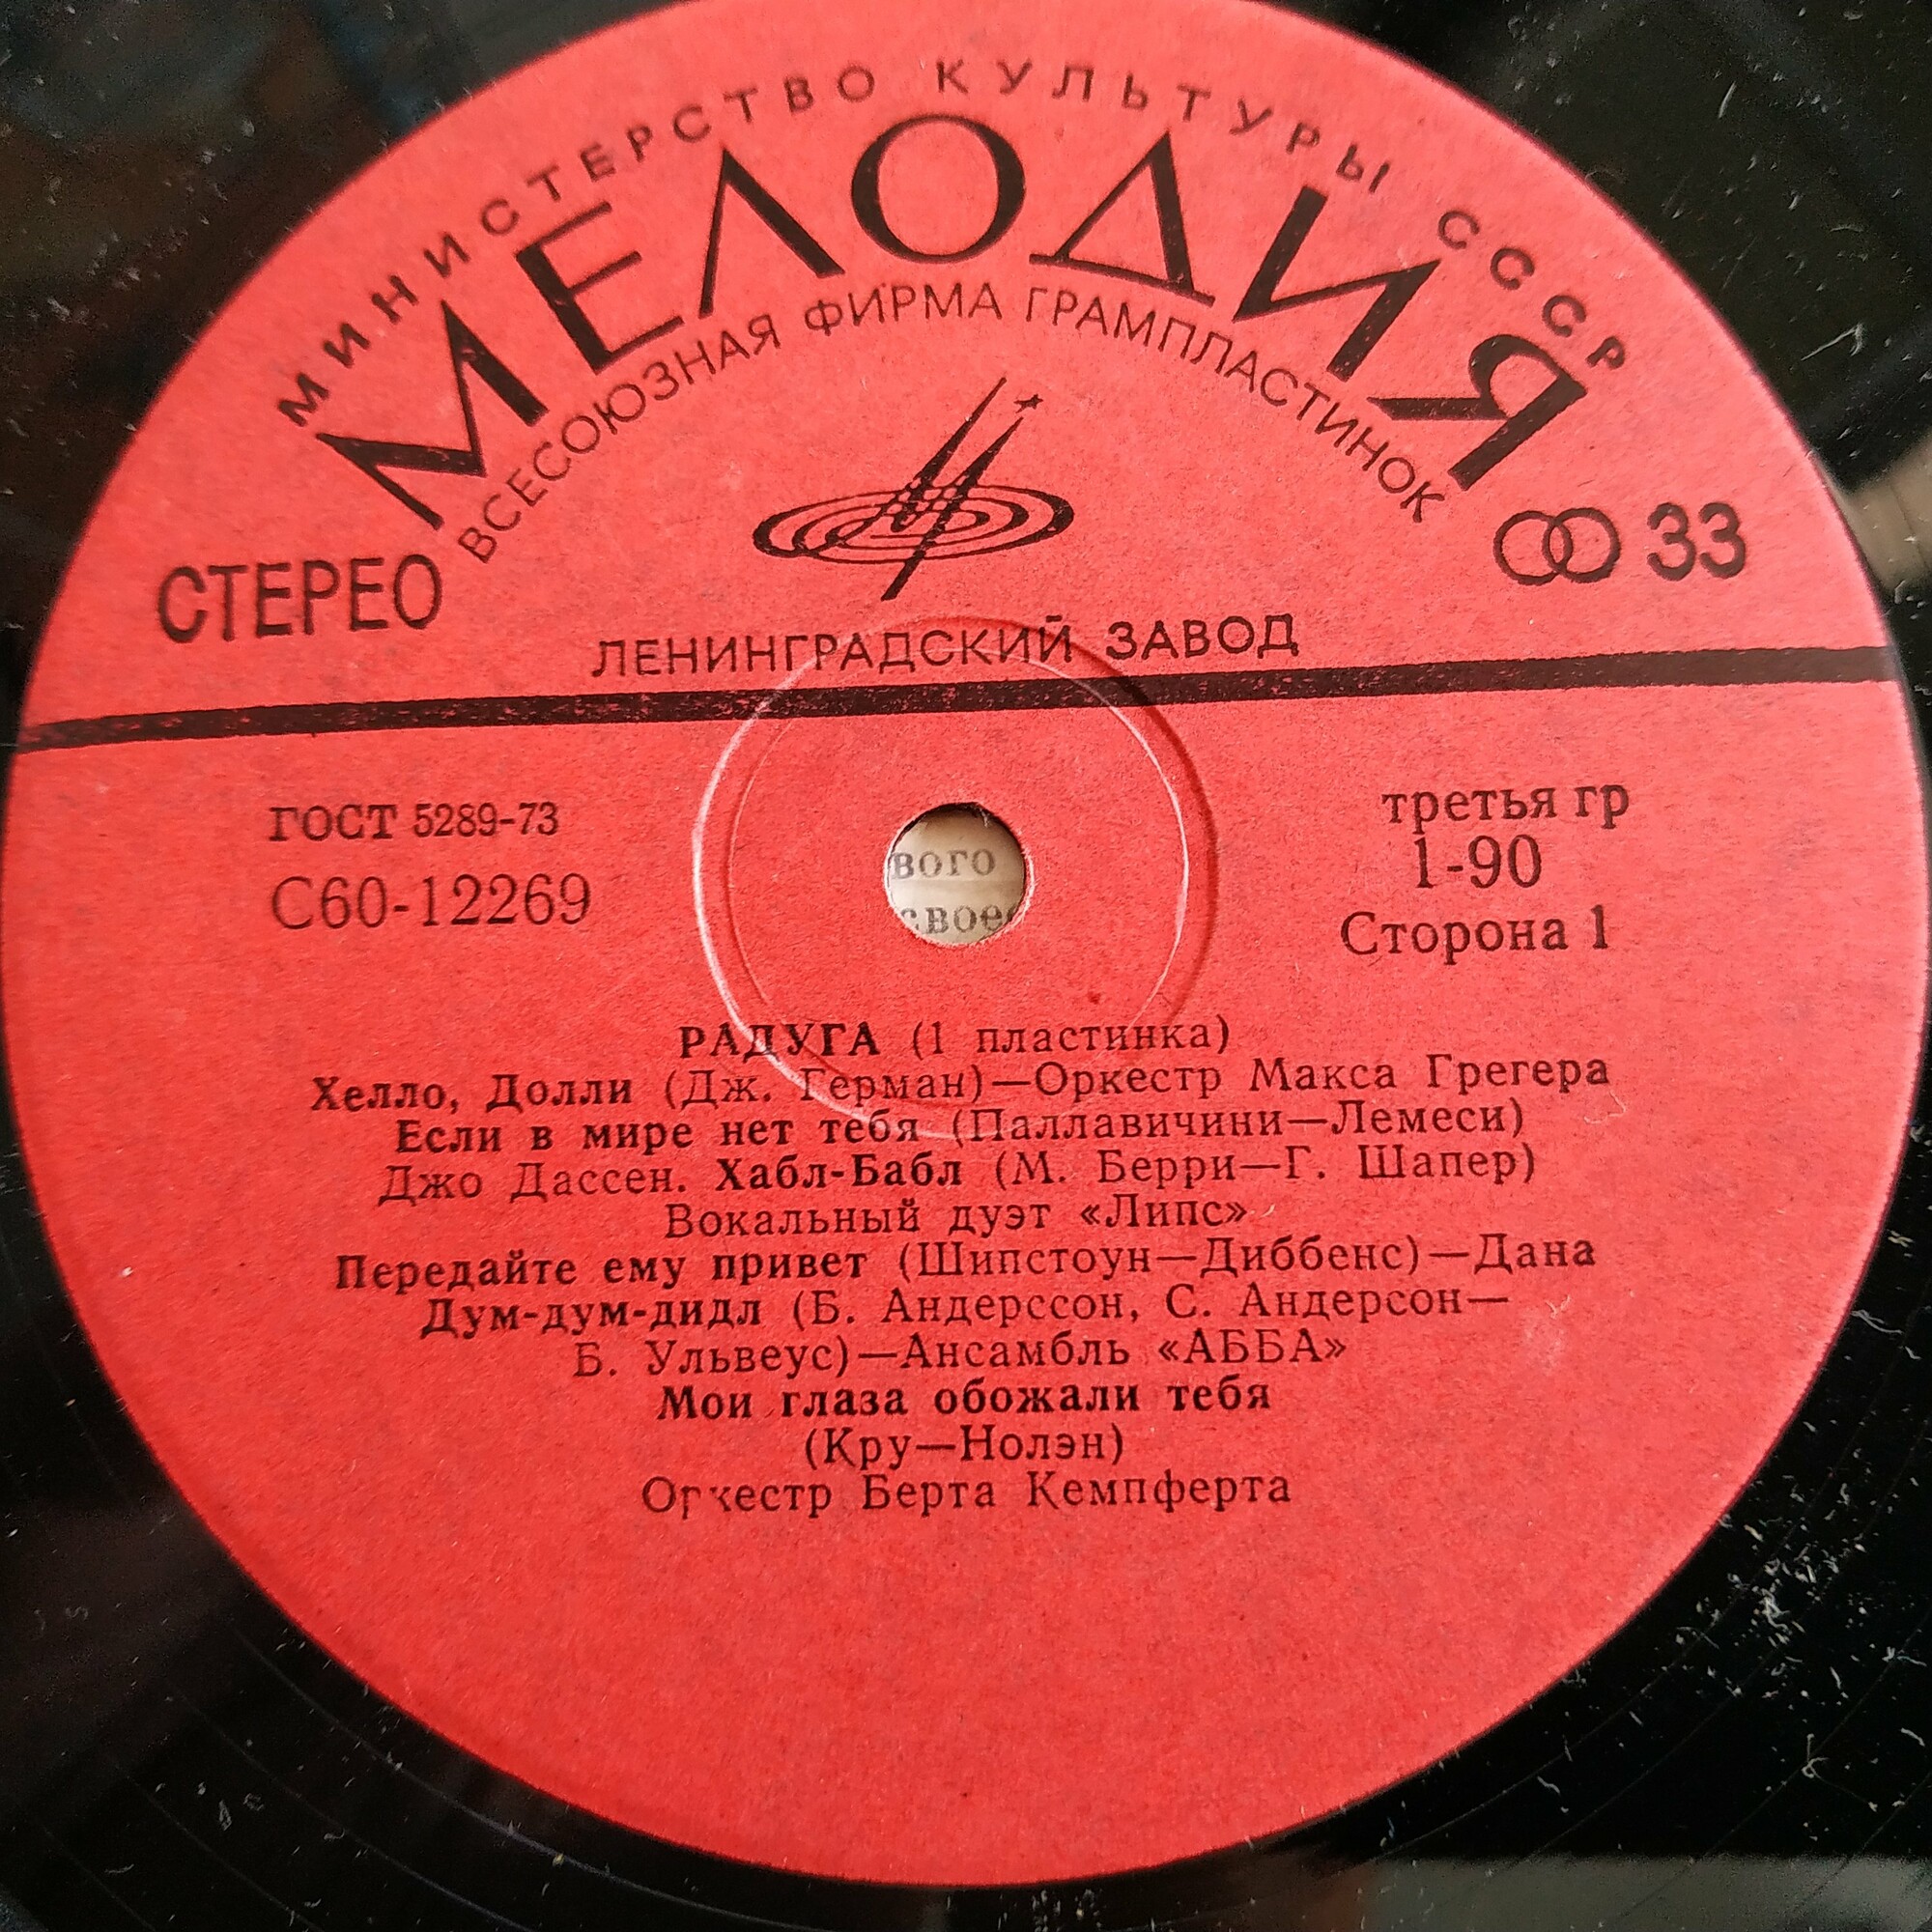 МИНИСТЕРСТВО КУЛЬТУРЫ СССР
МЕЛОДИЯ
ВСЕСОЮЗНАЯ ФИРМА ГРАМПЛАСТИНОК
СТЕРЕО
33
ЛЕНИНГРАДСКИЙ ЗАВОД
ГОСТ 5289-73
третья гр
С60-12269
1-90
Сторона 1
вого
свое
РАДУГА (1 пластинка)
Хелло, Долли (Дж. Герман)—Оркестр Макса Грегера
Если в мире нет тебя (Паллавичини—Лемеси)
Джо Дассен. Хабл-Бабл (М. Берри—Г. Шапер)
Вокальный дуэт «Липс»
Передайте ему привет (Шипстоун—Диббенс)—Дана
Дум-дум-дидл (Б. Андерссон, С. Андерсон—
Б. Ульвеус)—Ансамбль «АББА»
Мои глаза обожали тебя
(Кру—Нолэн)
Оркестр Берта Кемпферта